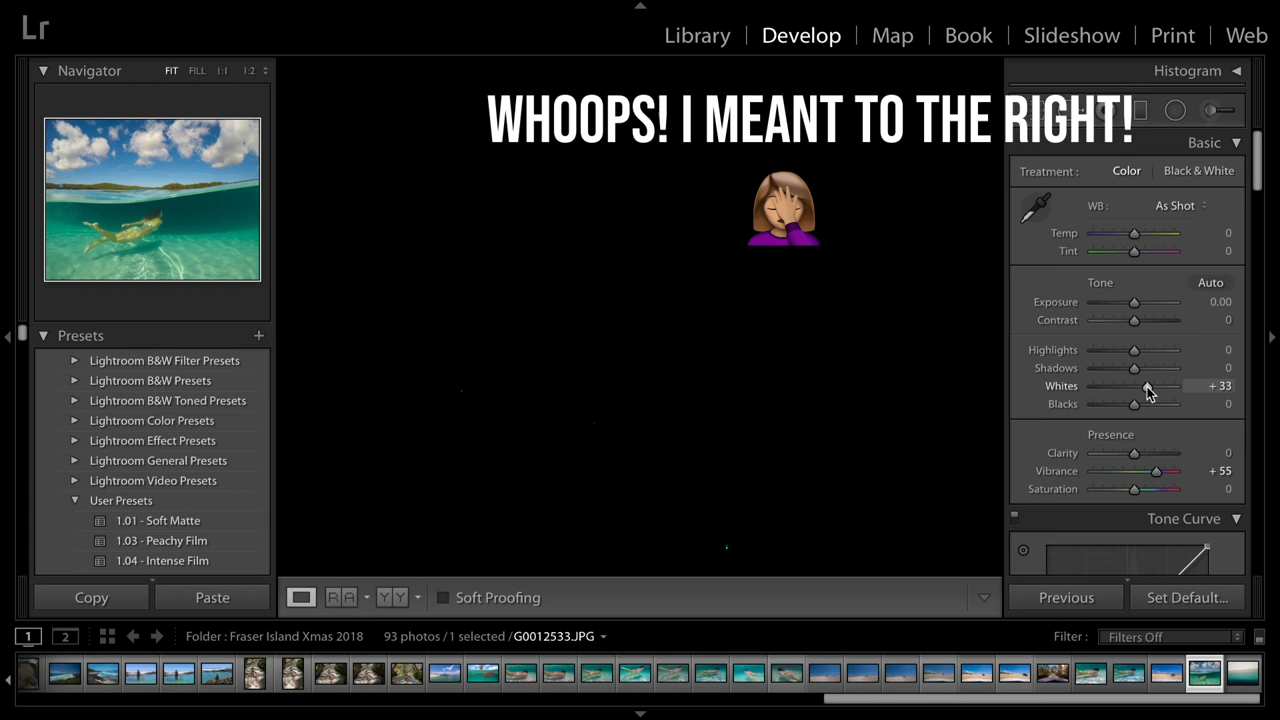 Lr
Library | Develop | Map | Book | Slideshow | Print | Web
Navigator FIT FILL 1:1 1:2
Histogram
WHOOPS! I MEANT TO THE RIGHT!
Basic
Treatment : Color | Black & White
WB : As Shot
Temp 0
Tint 0
Tone Auto
Exposure 0.00
Contrast 0
Highlights 0
Shadows 0
Whites + 33
Blacks 0
Presence
Clarity 0
Vibrance + 55
Saturation 0
Tone Curve
Presets +
Lightroom B&W Filter Presets
Lightroom B&W Presets
Lightroom B&W Toned Presets
Lightroom Color Presets
Lightroom Effect Presets
Lightroom General Presets
Lightroom Video Presets
User Presets
1.01 - Soft Matte
1.03 - Peachy Film
1.04 - Intense Film
Copy Paste
R A Y Y Soft Proofing
Previous Set Default...
1 2 Folder : Fraser Island Xmas 2018 93 photos / 1 selected / G0012533.JPG Filter : Filters Off